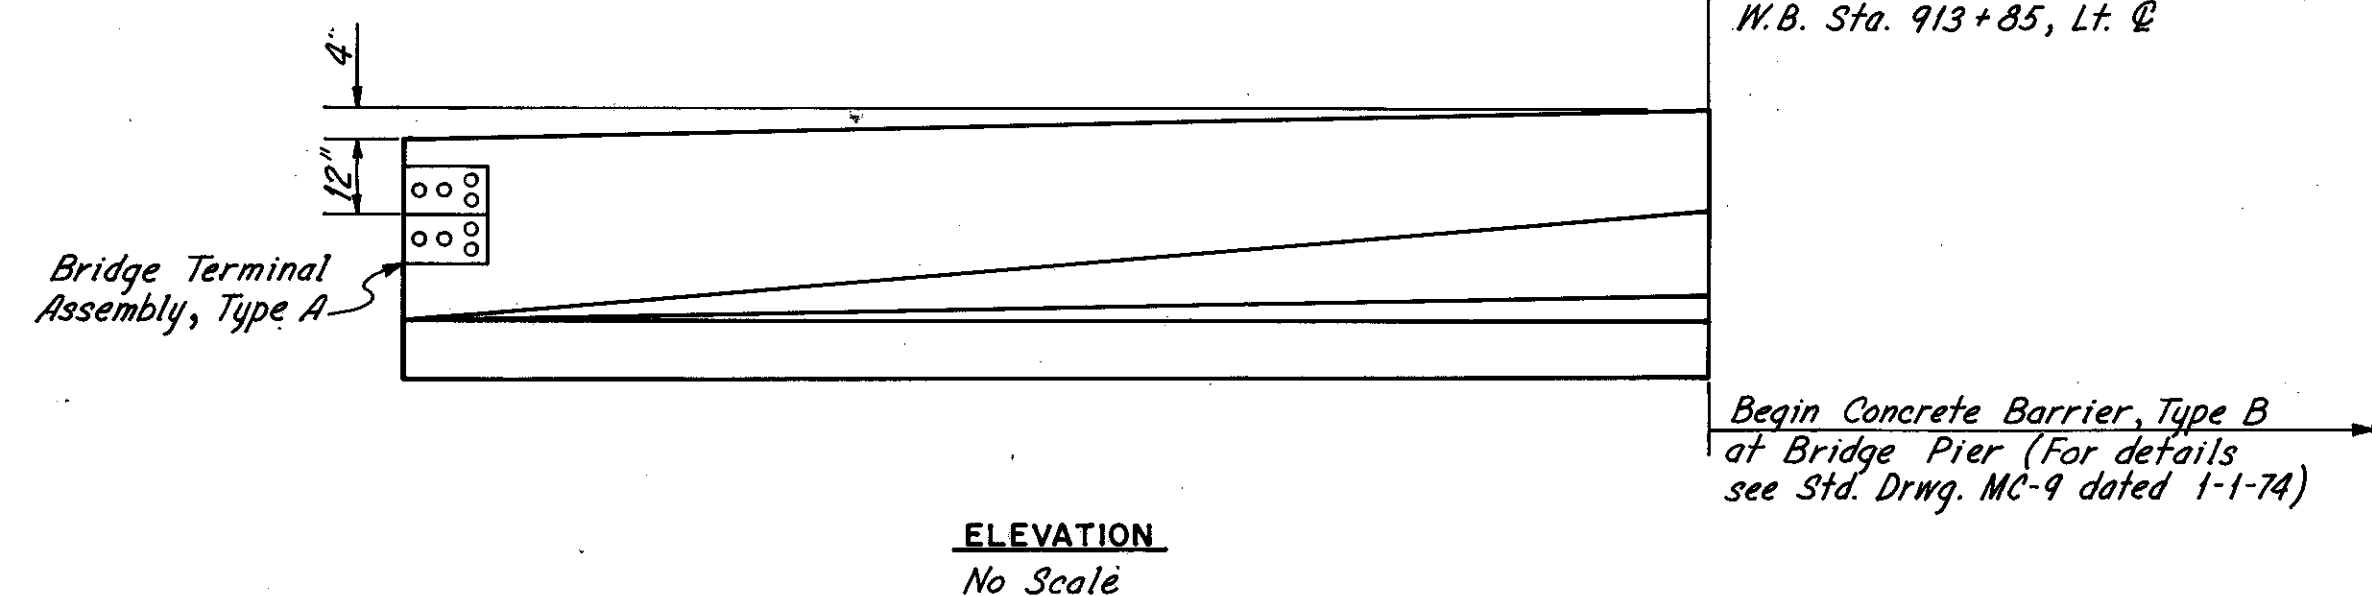 W.B. Sta. 913+85, Lt. ℄
4"
12"
Bridge Terminal
Assembly, Type A
Begin Concrete Barrier, Type B
at Bridge Pier (For details
see Std. Drwg. MC-9 dated 1-1-74)
ELEVATION
No Scale